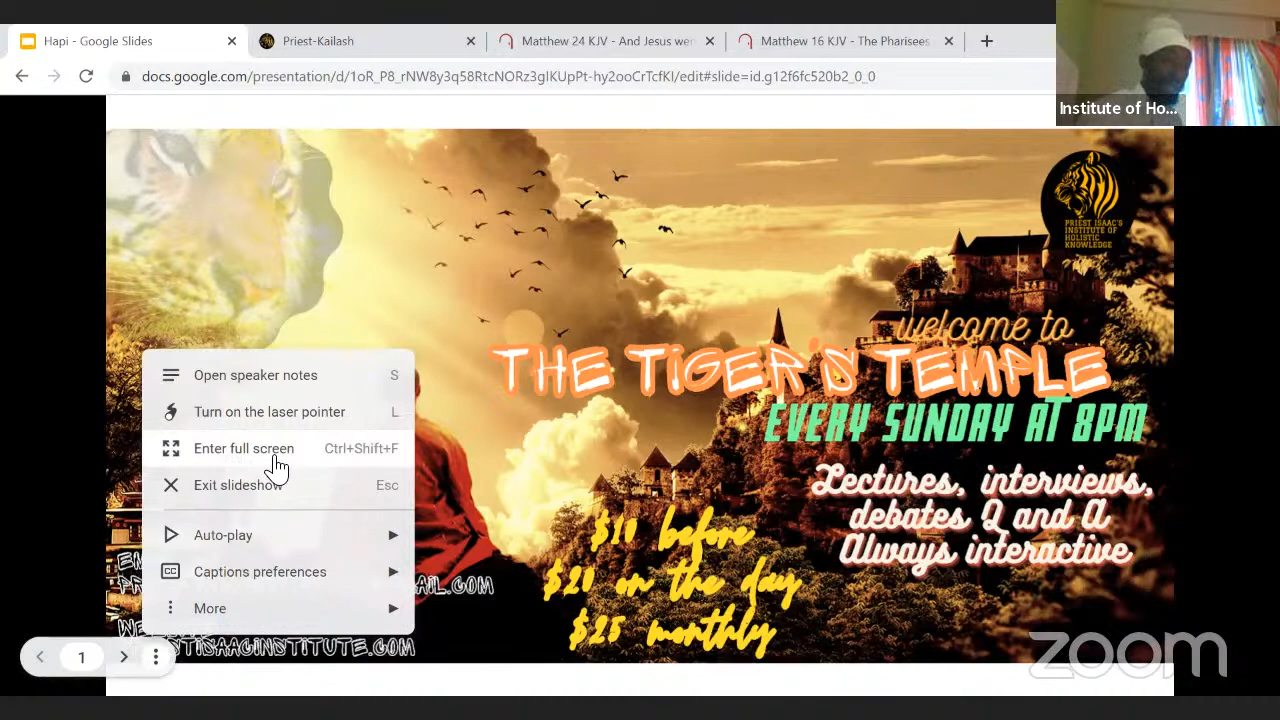 Hapi - Google Slides
Priest-Kailash
Matthew 24 KJV - And Jesus wer
Matthew 16 KJV - The Pharisees
docs.google.com/presentation/d/1oR_P8_rNW8y3q58RtcNORz3gIKUpPt-hy2ooCrTcfKI/edit#slide=id.g12f6fc520b2_0_0
Institute of Ho...
PRIEST ISAAC'S
INSTITUTE OF
HOLISTIC
KNOWLEDGE
welcome to
THE TIGER'S TEMPLE
EVERY SUNDAY AT 8PM
Lectures, interviews,
debates Q and A
Always interactive
$10 before
$20 on the day
$25 monthly
Open speaker notes S
Turn on the laser pointer L
Enter full screen Ctrl+Shift+F
Exit slideshow Esc
Auto-play
CC Captions preferences
More
AIL.COM
ISAACINSTITUTE.COM
1
zoom